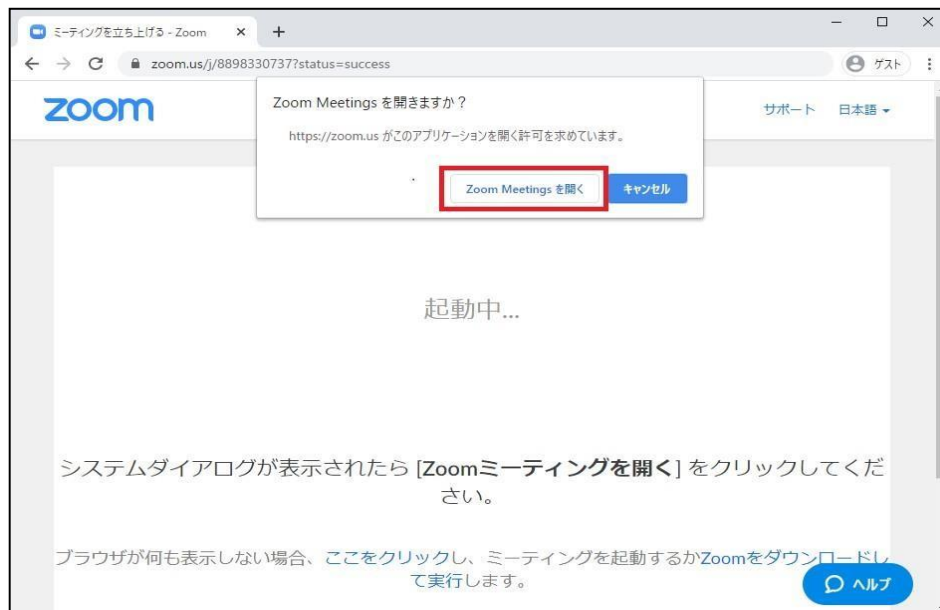 ミーティングを立ち上げる - Zoom
zoom.us/j/8898330737?status=success
ゲスト
zoom
サポート 日本語
Zoom Meetings を開きますか？
https://zoom.us がこのアプリケーションを開く許可を求めています。
Zoom Meetings を開く キャンセル
起動中...
システムダイアログが表示されたら [Zoomミーティングを開く] をクリックしてくだ
さい。
ブラウザが何も表示しない場合、ここをクリックし、ミーティングを起動するかZoomをダウンロードし
て実行します。
ヘルプ